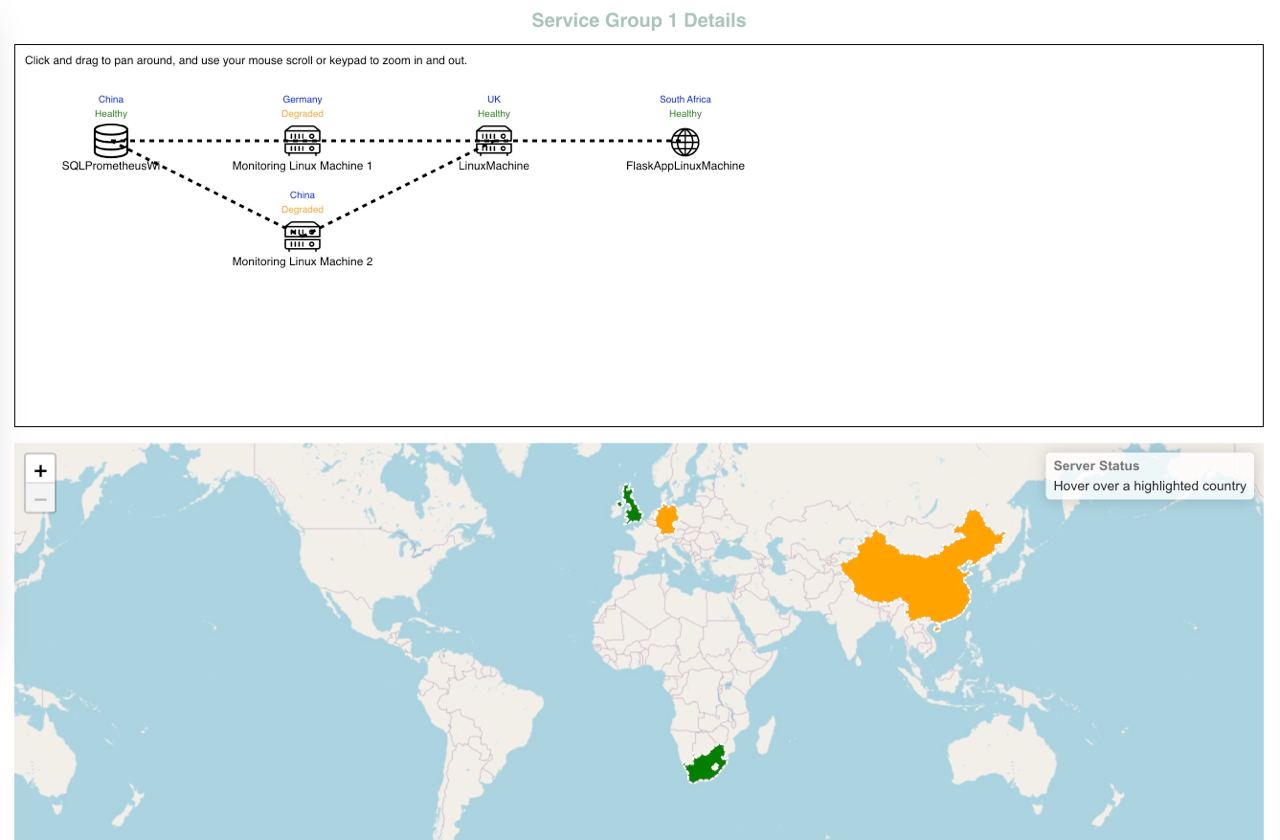 Service Group 1 Details
Click and drag to pan around, and use your mouse scroll or keypad to zoom in and out.
China
Healthy
SQLPrometheusWi
Germany
Degraded
Monitoring Linux Machine 1
UK
Healthy
LinuxMachine
South Africa
Healthy
FlaskAppLinuxMachine
China
Degraded
Monitoring Linux Machine 2
+
−
Server Status
Hover over a highlighted country